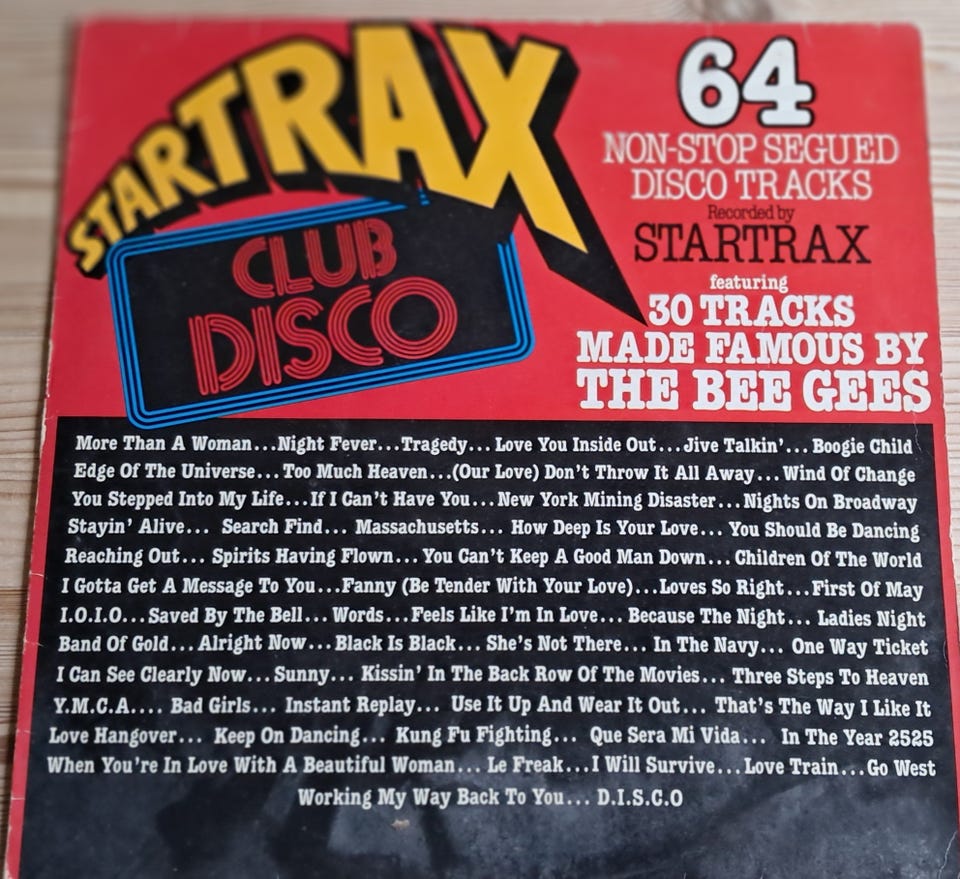 STARTRAX
CLUB
DISCO
64
NON-STOP SEGUED
DISCO TRACKS
Recorded by
STARTRAX
featuring
30 TRACKS
MADE FAMOUS BY
THE BEE GEES
More Than A Woman...Night Fever...Tragedy...Love You Inside Out...Jive Talkin'...Boogie Child
Edge Of The Universe...Too Much Heaven...(Our Love) Don't Throw It All Away...Wind Of Change
You Stepped Into My Life...If I Can't Have You...New York Mining Disaster...Nights On Broadway
Stayin' Alive... Search Find... Massachusetts... How Deep Is Your Love... You Should Be Dancing
Reaching Out... Spirits Having Flown... You Can't Keep A Good Man Down... Children Of The World
I Gotta Get A Message To You...Fanny (Be Tender With Your Love)...Loves So Right...First Of May
I.O.I.O...Saved By The Bell... Words...Feels Like I'm In Love... Because The Night... Ladies Night
Band Of Gold... Alright Now...Black Is Black... She's Not There... In The Navy... One Way Ticket
I Can See Clearly Now...Sunny... Kissin' In The Back Row Of The Movies... Three Steps To Heaven
Y.M.C.A.... Bad Girls... Instant Replay... Use It Up And Wear It Out... That's The Way I Like It
Love Hangover... Keep On Dancing... Kung Fu Fighting... Que Sera Mi Vida... In The Year 2525
When You're In Love With A Beautiful Woman... Le Freak...I Will Survive...Love Train...Go West
Working My Way Back To You... D.I.S.C.O